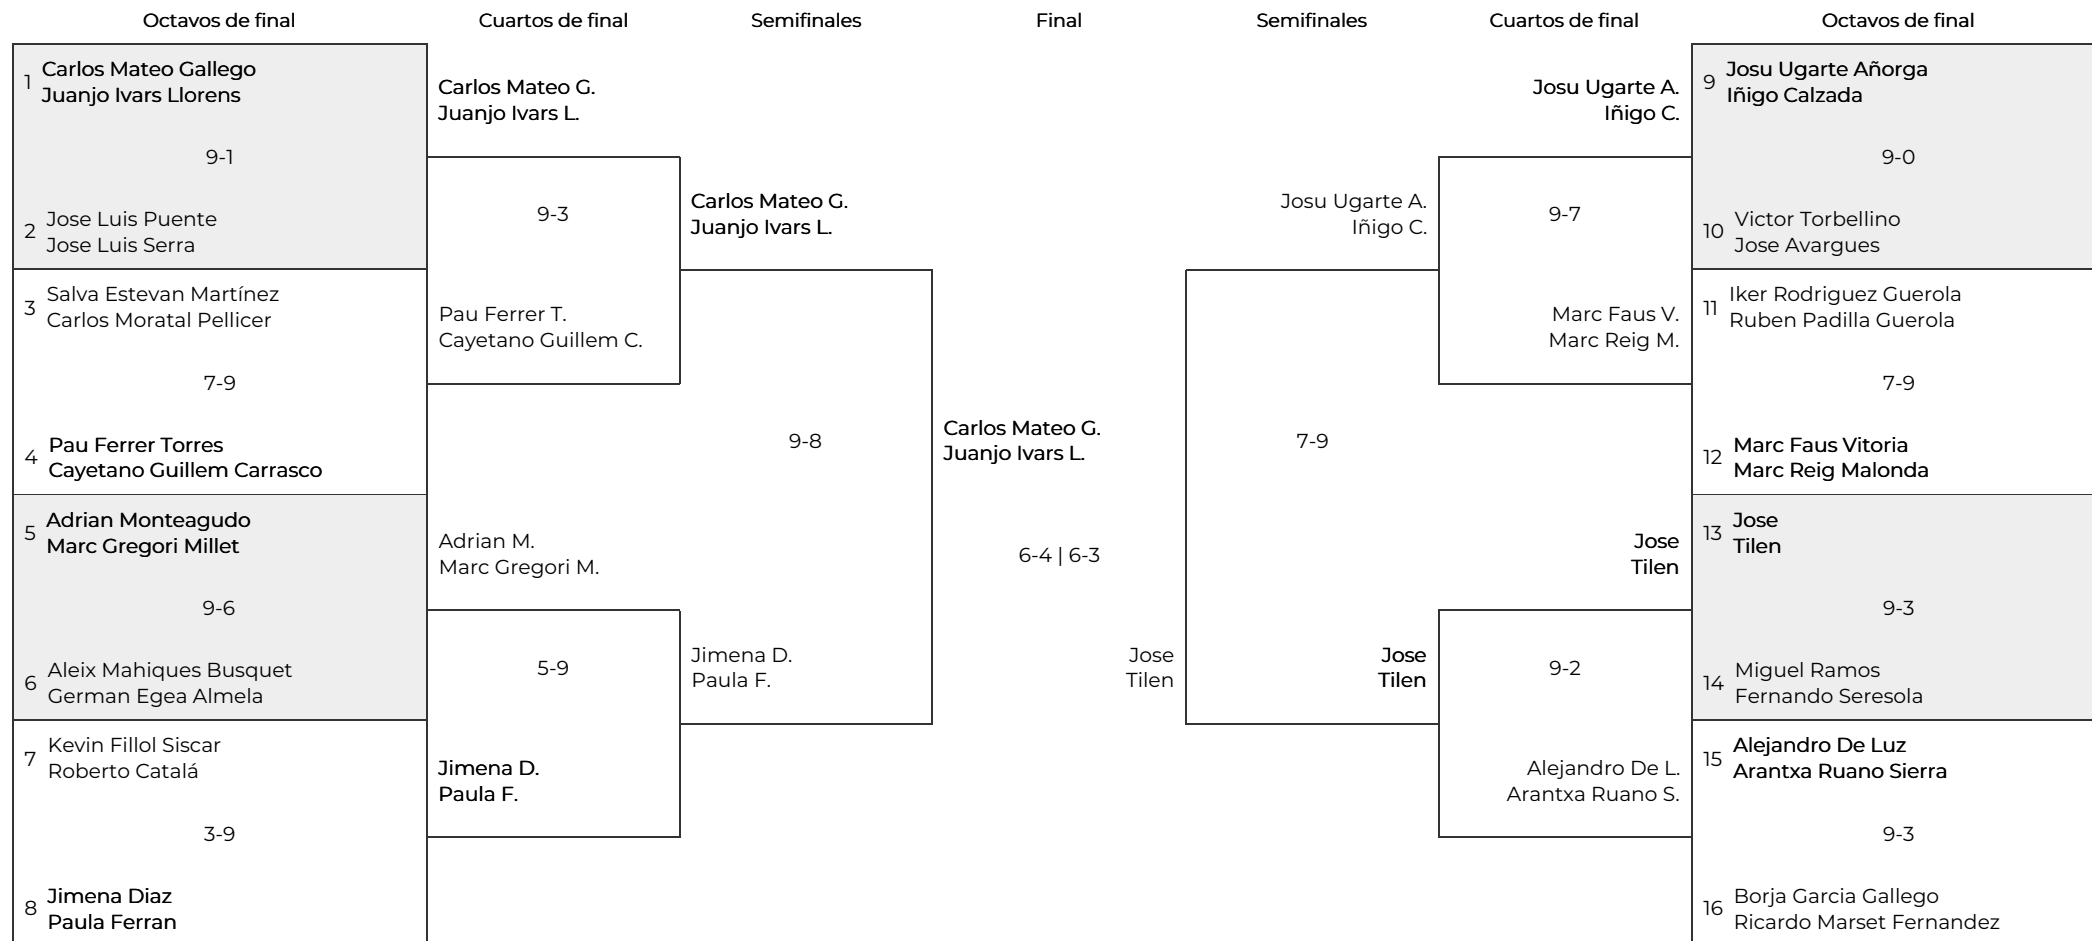 Octavos de final
Cuartos de final
Semifinales
Final
Semifinales
Cuartos de final
Octavos de final
1
Carlos Mateo Gallego
Juanjo Ivars Llorens
9-1
2
Jose Luis Puente
Jose Luis Serra
3
Salva Estevan Martínez
Carlos Moratal Pellicer
7-9
4
Pau Ferrer Torres
Cayetano Guillem Carrasco
5
Adrian Monteagudo
Marc Gregori Millet
9-6
6
Aleix Mahiques Busquet
German Egea Almela
7
Kevin Fillol Siscar
Roberto Catalá
3-9
8
Jimena Diaz
Paula Ferran
Carlos Mateo G.
Juanjo Ivars L.
9-3
Pau Ferrer T.
Cayetano Guillem C.
Adrian M.
Marc Gregori M.
5-9
Jimena D.
Paula F.
Carlos Mateo G.
Juanjo Ivars L.
9-8
Jimena D.
Paula F.
Carlos Mateo G.
Juanjo Ivars L.
6-4 | 6-3
Jose
Tilen
Josu Ugarte A.
Iñigo C.
7-9
Jose
Tilen
Josu Ugarte A.
Iñigo C.
9-7
Marc Faus V.
Marc Reig M.
Jose
Tilen
9-2
Alejandro De L.
Arantxa Ruano S.
9
Josu Ugarte Añorga
Iñigo Calzada
9-0
10
Victor Torbellino
Jose Avargues
11
Iker Rodriguez Guerola
Ruben Padilla Guerola
7-9
12
Marc Faus Vitoria
Marc Reig Malonda
13
Jose
Tilen
9-3
14
Miguel Ramos
Fernando Seresola
15
Alejandro De Luz
Arantxa Ruano Sierra
9-3
16
Borja Garcia Gallego
Ricardo Marset Fernandez